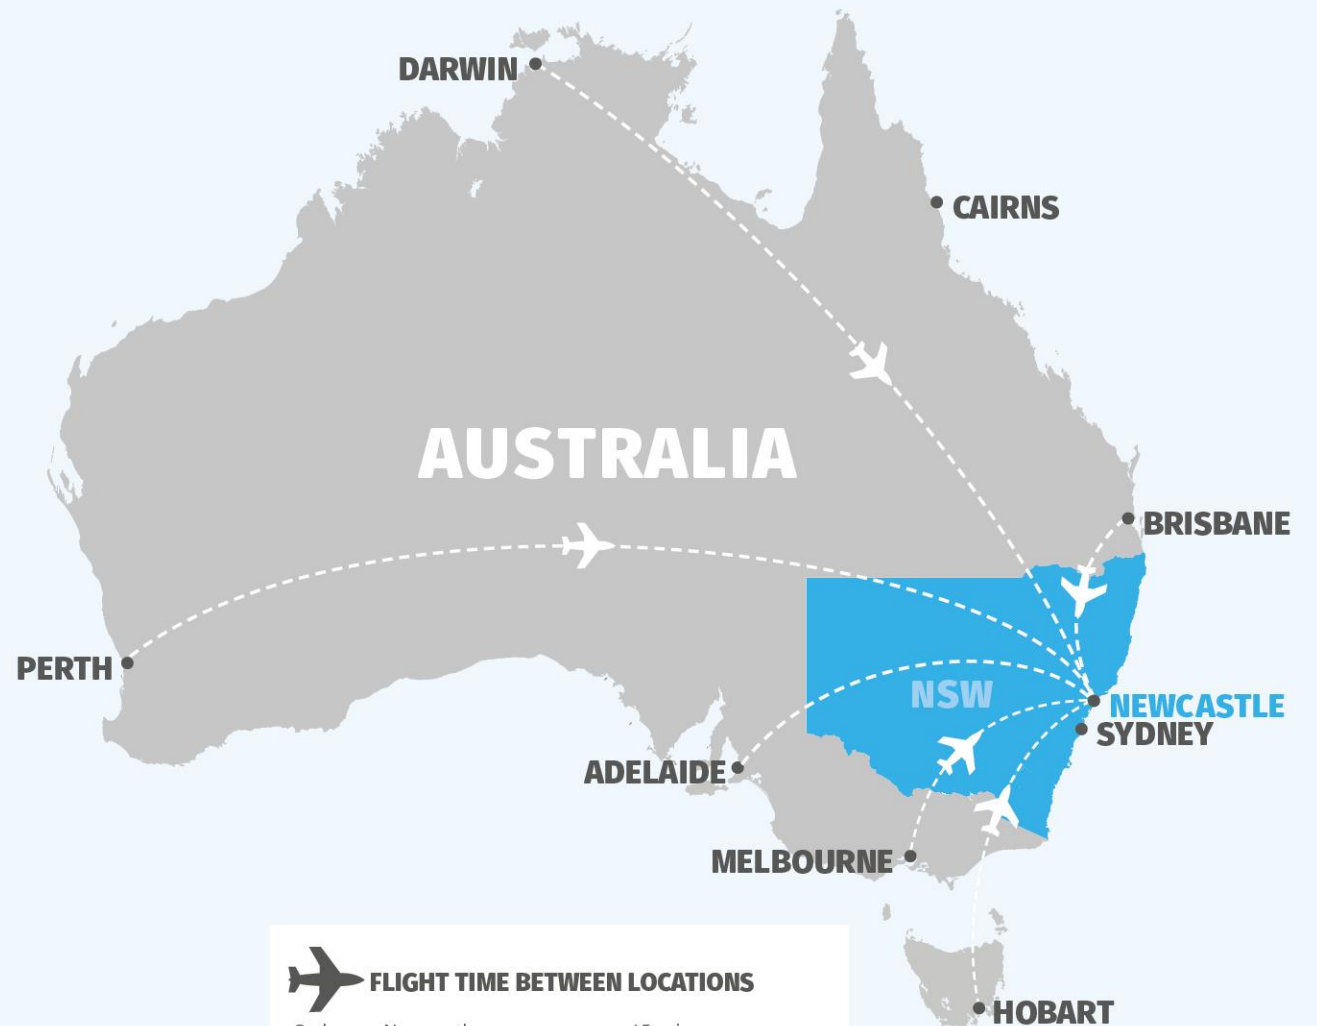 DARWIN
CAIRNS
AUSTRALIA
BRISBANE
PERTH
NSW
NEWCASTLE
SYDNEY
ADELAIDE
MELBOURNE
FLIGHT TIME BETWEEN LOCATIONS
HOBART